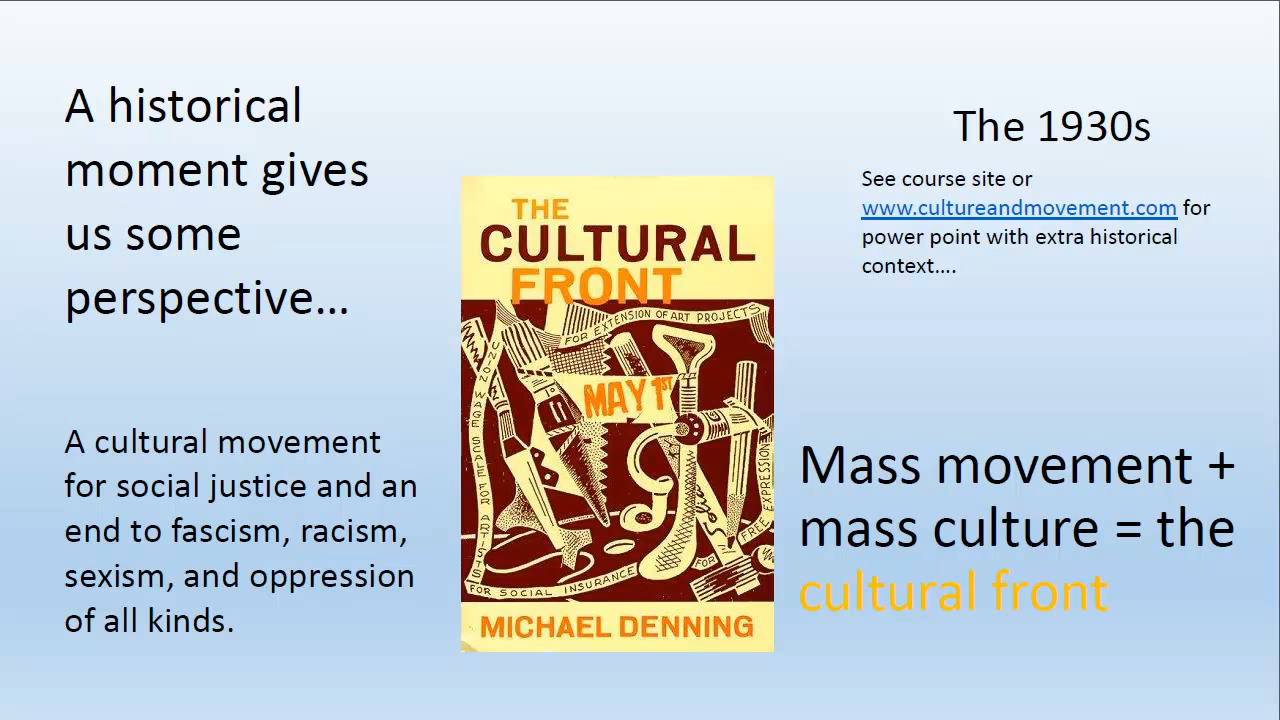 A historical
moment gives
us some
perspective…
A cultural movement
for social justice and an
end to fascism, racism,
sexism, and oppression
of all kinds.
THE
CULTURAL
FRONT
FOR EXTENSION OF ART PROJECTS
UNION WAGE SCALE FOR ARTISTS
MAY 1ST
FOR FREE EXPRESSION
FOR SOCIAL INSURANCE
MICHAEL DENNING
The 1930s
See course site or
www.cultureandmovement.com for
power point with extra historical
context….
Mass movement +
mass culture = the
cultural front